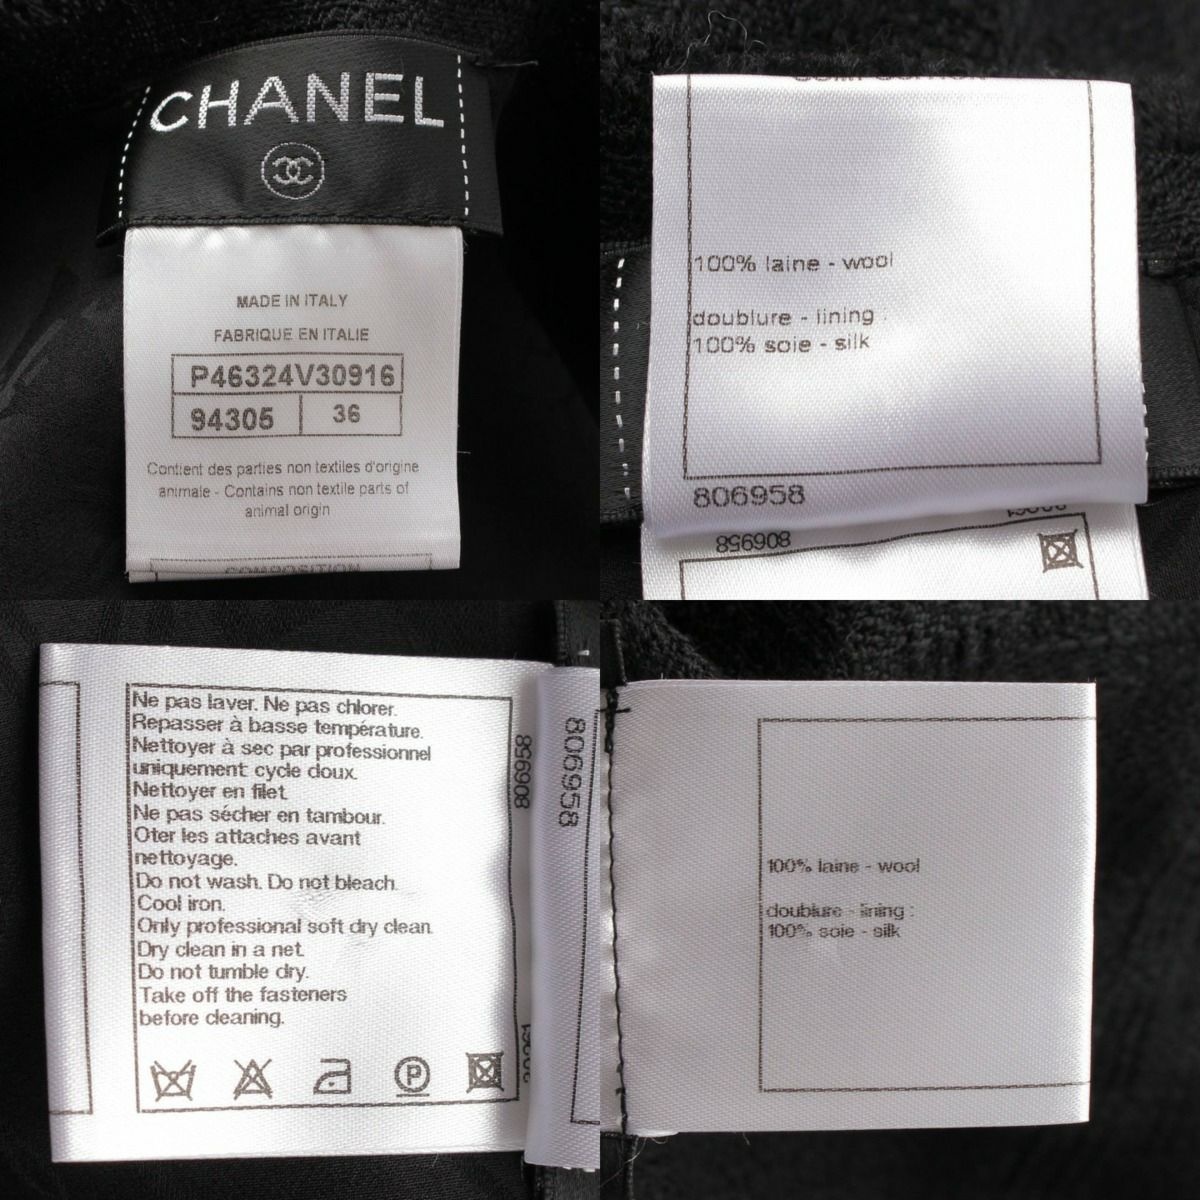 CHANEL
MADE IN ITALY
FABRIQUE EN ITALIE
P46324V30916
94305 36
Contient des parties non textiles d'origine
animale - Contains non textile parts of
animal origin
COMPOSITION
COMPOSITION
100% laine - wool
doublure - lining :
100% soie - silk
806958
806958
Ne pas laver. Ne pas chlorer.
Repasser à basse température.
Nettoyer à sec par professionnel
uniquement: cycle doux.
Nettoyer en filet.
Ne pas sécher en tambour.
Oter les attaches avant
nettoyage.
Do not wash. Do not bleach.
Cool iron.
Only professional soft dry clean.
Dry clean in a net.
Do not tumble dry.
Take off the fasteners
before cleaning.
P
806958
806958
100% laine - wool
doublure - lining :
100% soie - silk